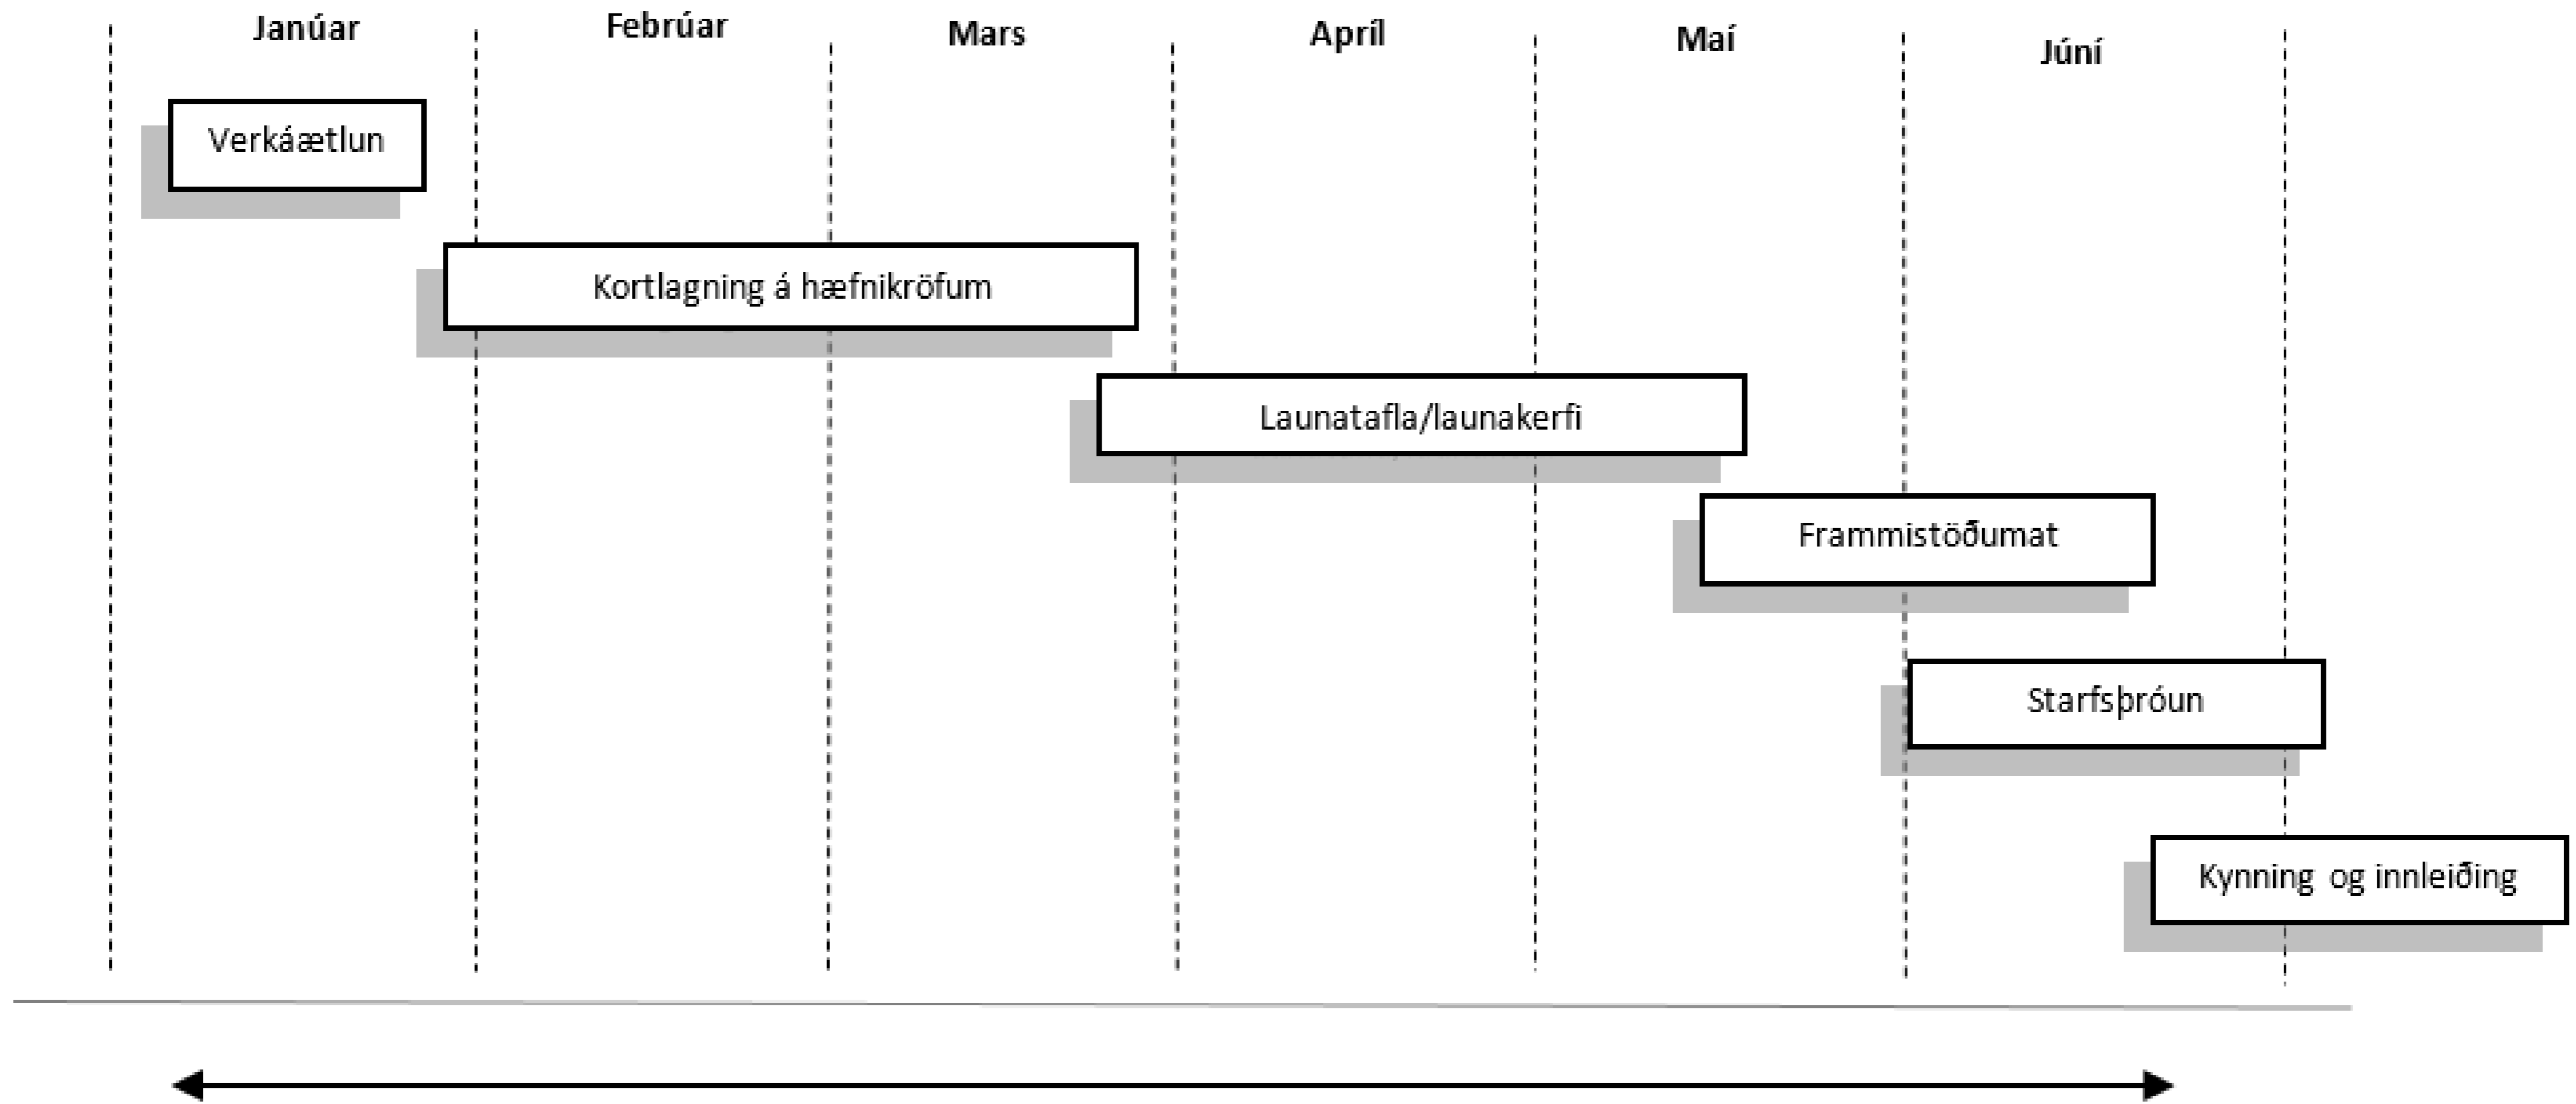 Janúar
Febrúar
Mars
Apríl
Maí
Júní
Verkáætlun
Kortlagning á hæfnikröfum
Launatafla/launakerfi
Frammistöðumat
Starfsþróun
Kynning og innleiðing